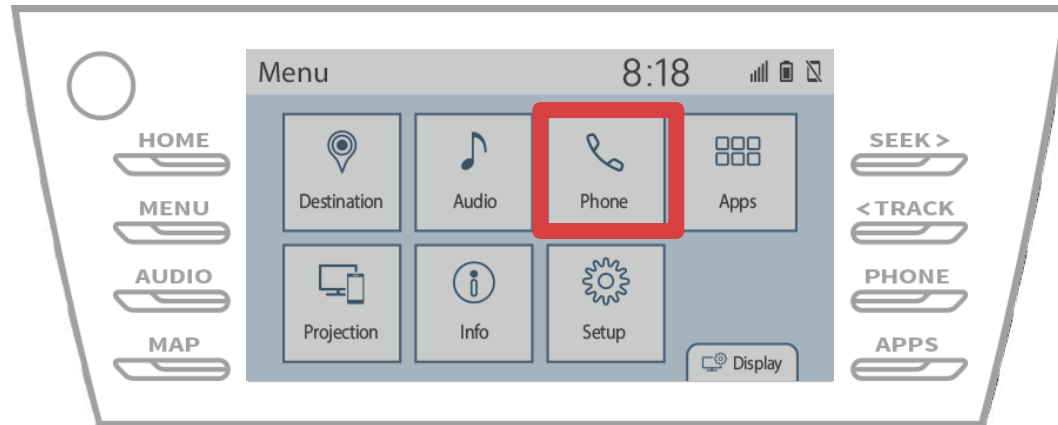 Menu 8:18
HOME
MENU
AUDIO
MAP
Destination Audio Phone Apps
Projection Info Setup
Display
SEEK >
< TRACK
PHONE
APPS